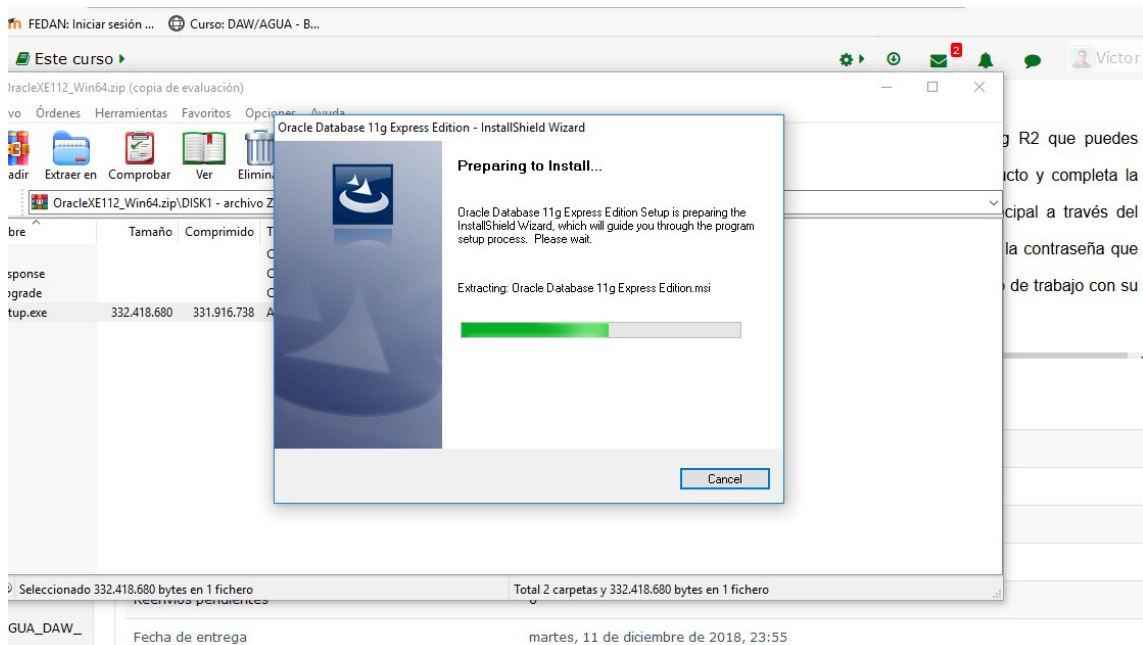 FEDAN: Iniciar sesión ... Curso: DAW/AGUA - B...
Este curso
2
Víctor
OracleXE112_Win64.zip (copia de evaluación)
Órdenes Herramientas Favoritos Opciones Ayuda
Extraer en Comprobar Ver
OracleXE112_Win64.zip\DISK1 - archivo
Tamaño Comprimido
332.418.680 331.916.738
Oracle Database 11g Express Edition - InstallShield Wizard
Preparing to Install...
Oracle Database 11g Express Edition Setup is preparing the
InstallShield Wizard, which will guide you through the program
setup process. Please wait.
Extracting: Oracle Database 11g Express Edition.msi
Cancel
g R2 que puedes
ucto y completa la
cipal a través del
la contraseña que
de trabajo con su
Seleccionado 332.418.680 bytes en 1 fichero
Total 2 carpetas y 332.418.680 bytes en 1 fichero
Reenvíos pendientes
GUA_DAW_
Fecha de entrega martes, 11 de diciembre de 2018, 23:55